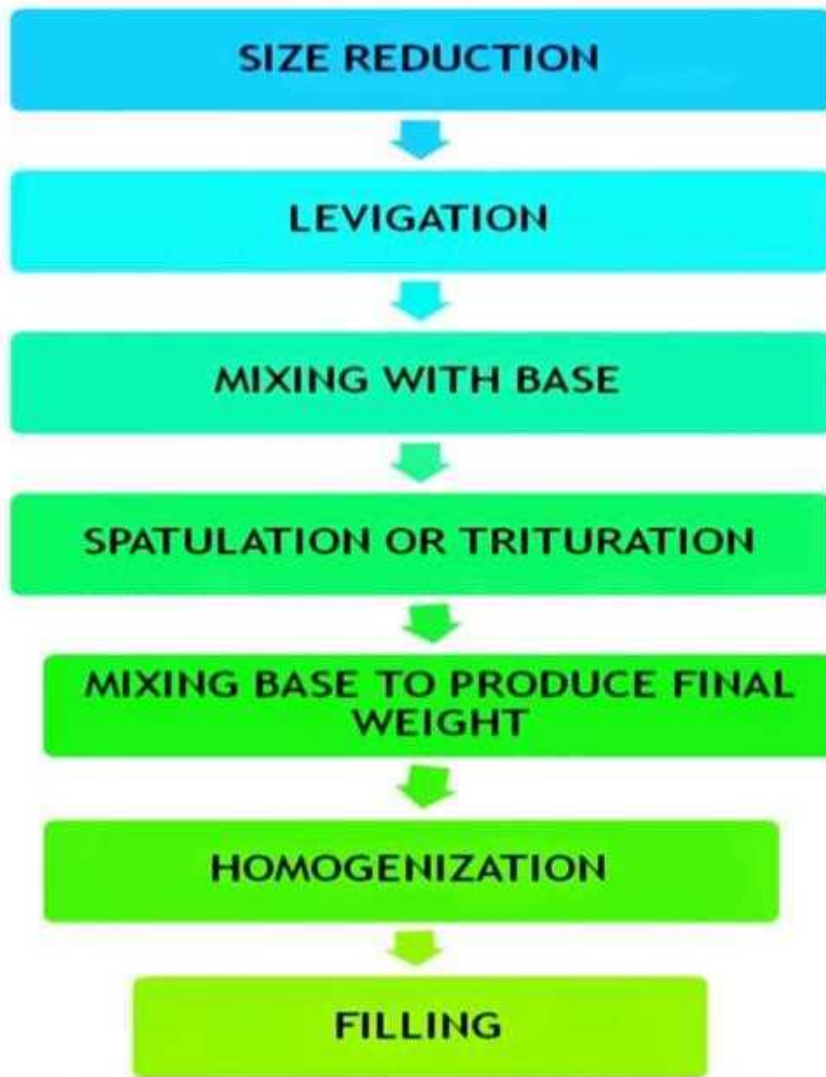 SIZE REDUCTION
LEVIGATION
MIXING WITH BASE
SPATULATION OR TRITURATION
MIXING BASE TO PRODUCE FINAL
WEIGHT
HOMOGENIZATION
FILLING